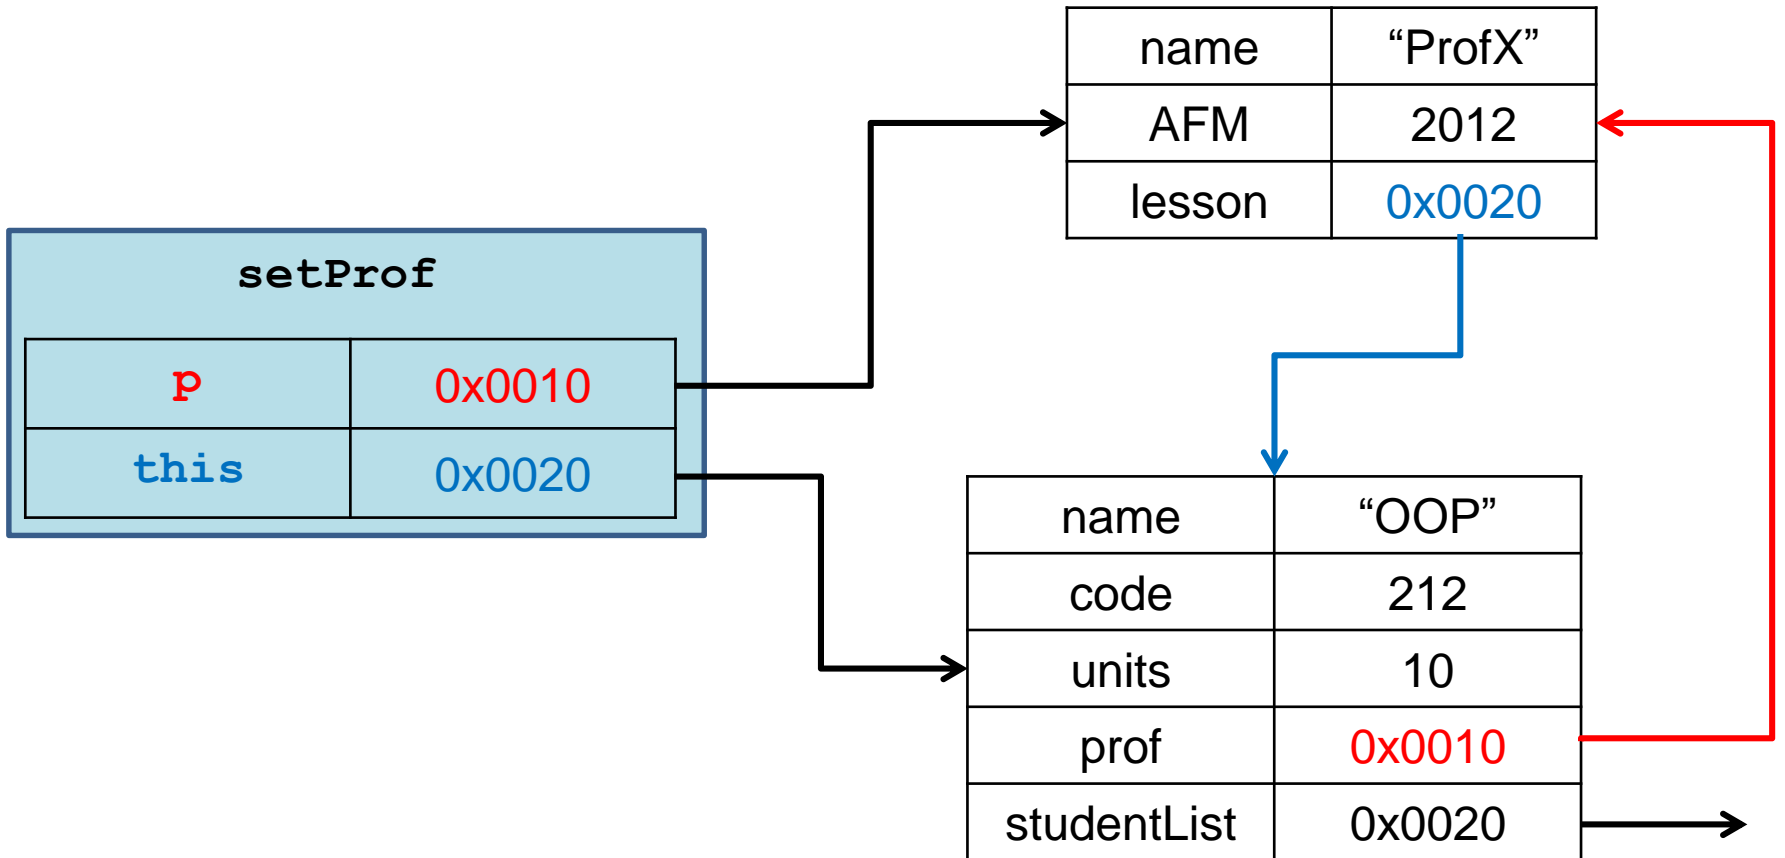 name “ProfX”
AFM 2012
lesson 0x0020
setProf
p 0x0010
this 0x0020
name “OOP”
code 212
units 10
prof 0x0010
studentList 0x0020